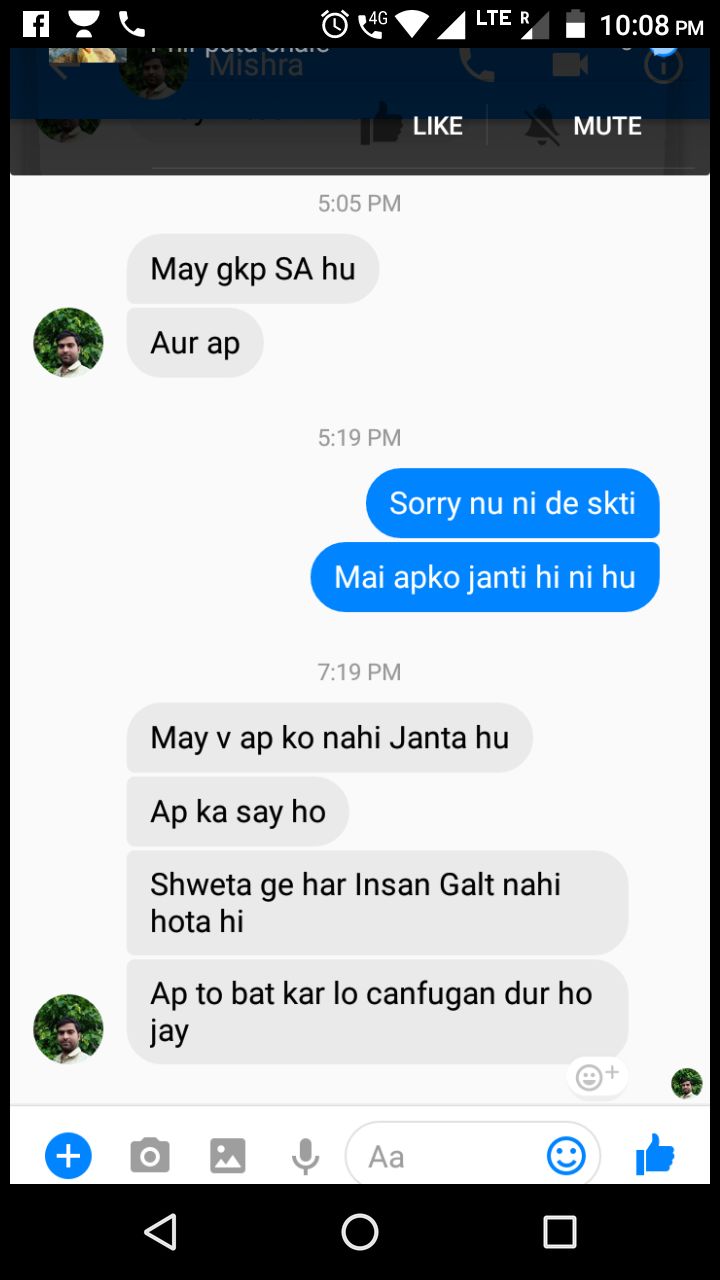 4G LTE R 10:08 PM
Mishra
LIKE MUTE
5:05 PM
May gkp SA hu
Aur ap
5:19 PM
Sorry nu ni de skti
Mai apko janti hi ni hu
7:19 PM
May v ap ko nahi Janta hu
Ap ka say ho
Shweta ge har Insan Galt nahi
hota hi
Ap to bat kar lo canfugan dur ho
jay
Aa